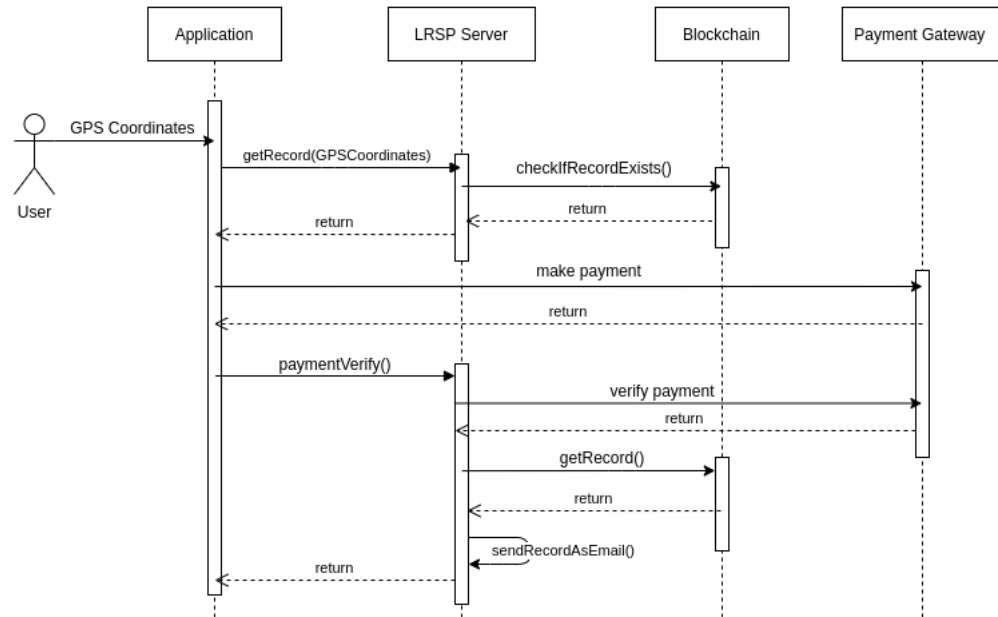 Application
LRSP Server
Blockchain
Payment Gateway
GPS Coordinates
getRecord(GPSCoordinates)
checkIfRecordExists()
User
return
return
make payment
return
paymentVerify()
verify payment
return
getRecord()
return
sendRecordAsEmail()
return